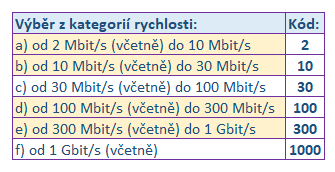 Výběr z kategorií rychlosti: Kód:
a) od 2 Mbit/s (včetně) do 10 Mbit/s 2
b) od 10 Mbit/s (včetně) do 30 Mbit/s 10
c) od 30 Mbit/s (včetně) do 100 Mbit/s 30
d) od 100 Mbit/s (včetně) do 300 Mbit/s 100
e) od 300 Mbit/s (včetně) do 1 Gbit/s 300
f) od 1 Gbit/s (včetně) 1000